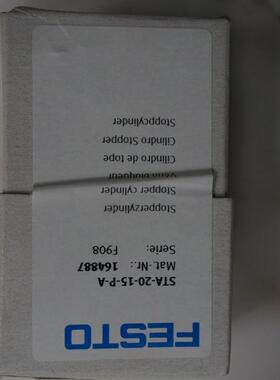 FESTO
STA-20-15-P-A
Mat.-Nr.: 164887
Serie: F908
Stopperzylinder
Stopper cylinder
Vérin bloqueur
Cilindro de tope
Cilindro Stopper
Stoppcylinder